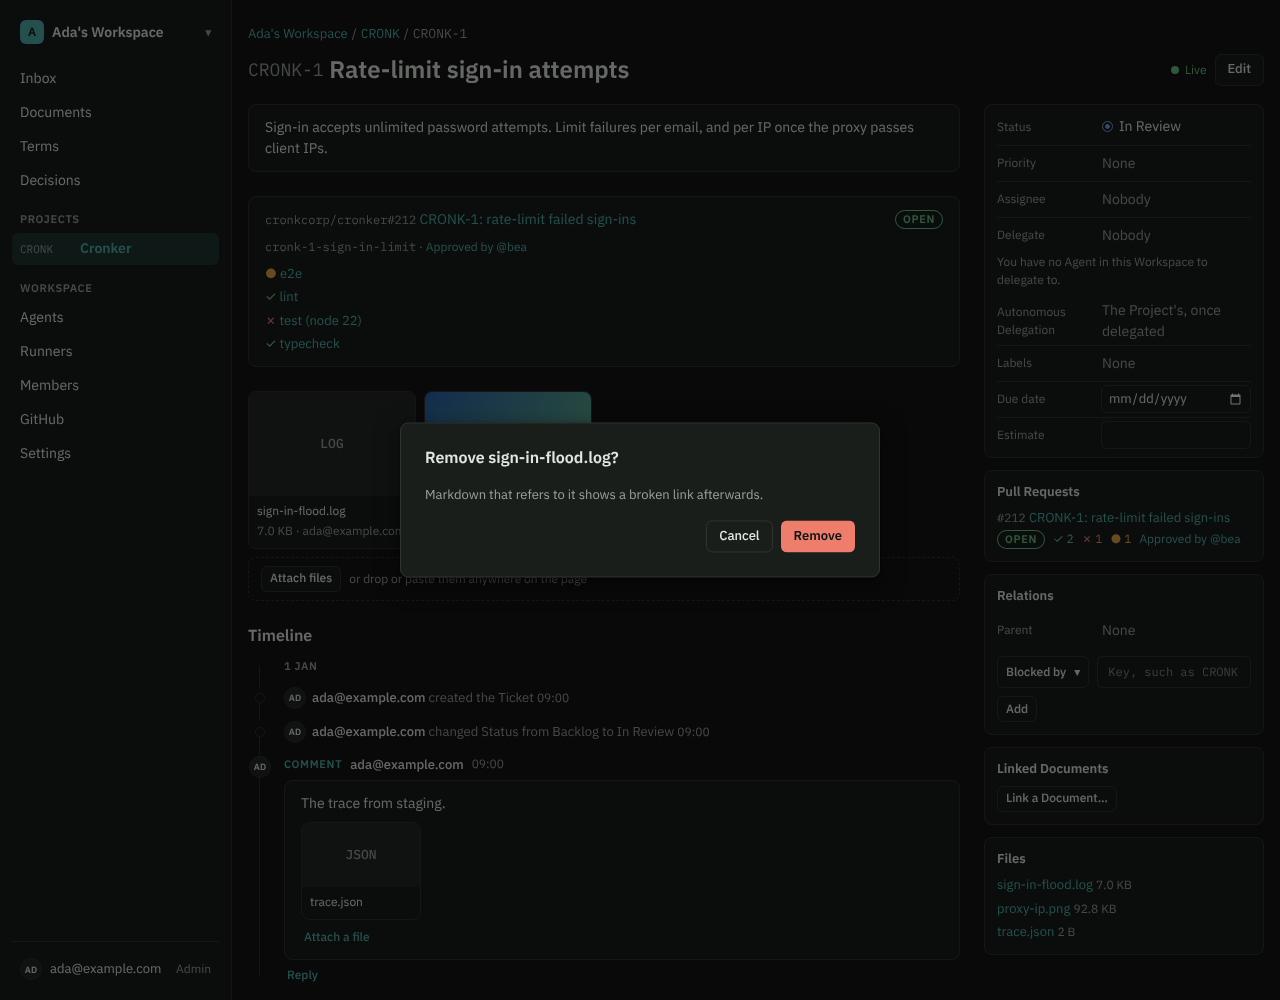 A Ada's Workspace ▾
Inbox
Documents
Terms
Decisions
PROJECTS
CRONK Cronker
WORKSPACE
Agents
Runners
Members
GitHub
Settings
AD ada@example.com Admin
Ada's Workspace / CRONK / CRONK-1
CRONK-1 Rate-limit sign-in attempts
Live
Edit
Sign-in accepts unlimited password attempts. Limit failures per email, and per IP once the proxy passes
client IPs.
cronkcorp/cronker#212 CRONK-1: rate-limit failed sign-ins OPEN
cronk-1-sign-in-limit · Approved by @bea
e2e
✓ lint
✕ test (node 22)
✓ typecheck
LOG
sign-in-flood.log
7.0 KB · ada@example.com
Remove sign-in-flood.log?
Markdown that refers to it shows a broken link afterwards.
Cancel
Remove
Attach files or drop or paste them anywhere on the page
Timeline
1 JAN
AD ada@example.com created the Ticket 09:00
AD ada@example.com changed Status from Backlog to In Review 09:00
AD COMMENT ada@example.com 09:00
The trace from staging.
JSON
trace.json
Attach a file
Reply
Status In Review
Priority None
Assignee Nobody
Delegate Nobody
You have no Agent in this Workspace to
delegate to.
Autonomous Delegation The Project's, once
delegated
Labels None
Due date mm/dd/yyyy
Estimate
Pull Requests
#212 CRONK-1: rate-limit failed sign-ins
OPEN ✓ 2 ✕ 1 1 Approved by @bea
Relations
Parent None
Blocked by ▾ Key, such as CRONK
Add
Linked Documents
Link a Document…
Files
sign-in-flood.log 7.0 KB
proxy-ip.png 92.8 KB
trace.json 2 B